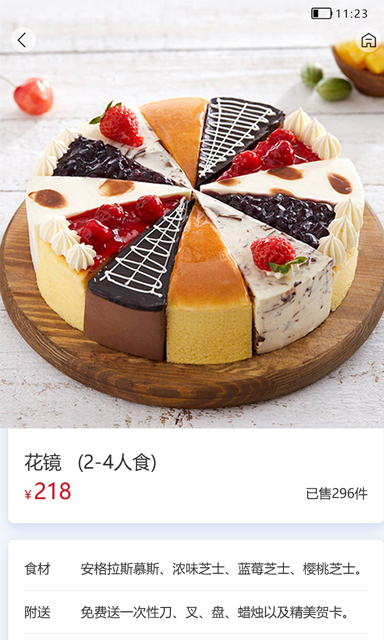 11:23
花镜 (2-4人食)
¥218 已售296件
食材 安格拉斯慕斯、浓味芝士、蓝莓芝士、樱桃芝士。
附送 免费送一次性刀、叉、盘、蜡烛以及精美贺卡。